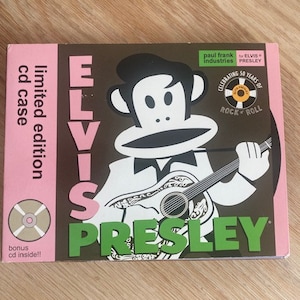 limited edition
cd case
bonus
cd inside!!
ELVIS
PRESLEY
paul frank
industries
ELVIS
PRESLEY
CELEBRATING 50 YEARS OF
ROCK n' ROLL